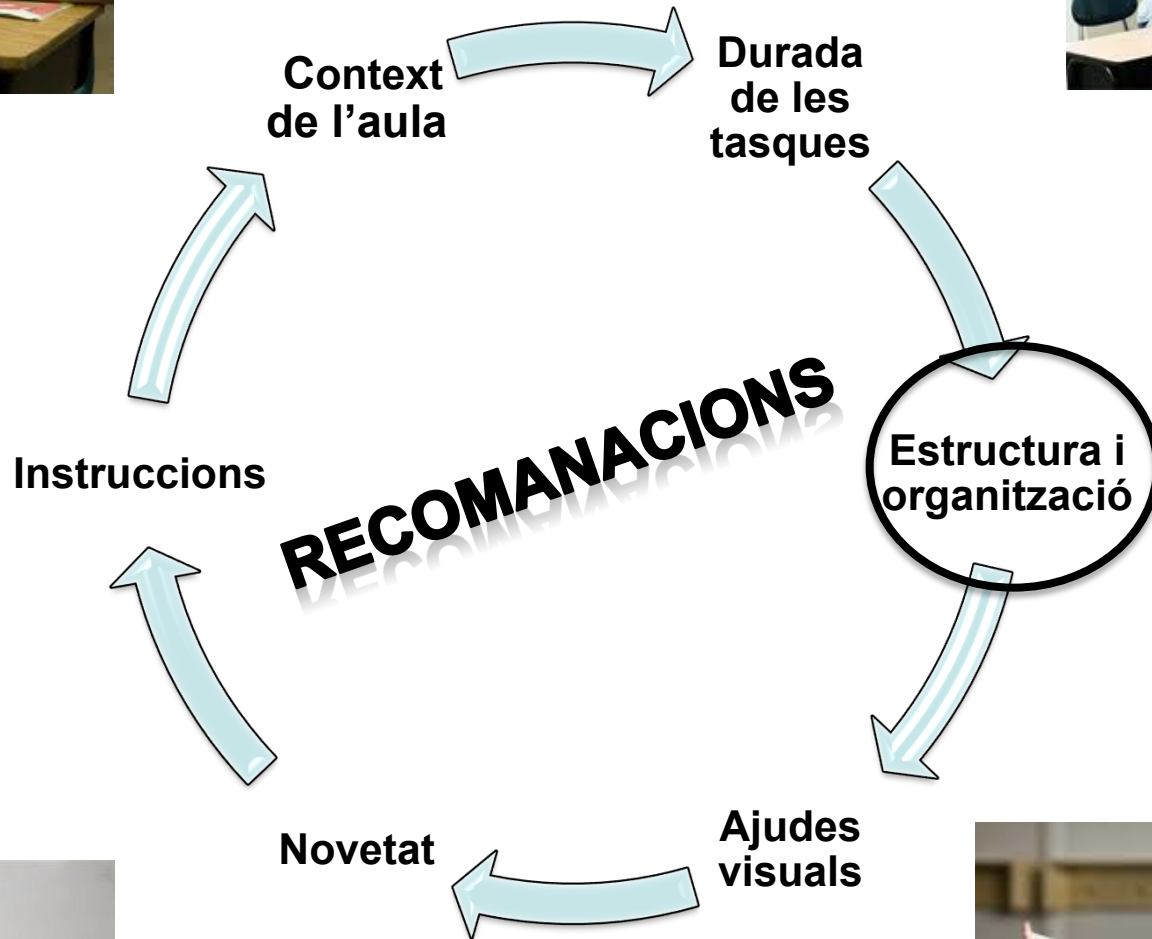 Context
de l’aula
Durada
de les
tasques
Estructura i
organització
Ajudes
visuals
Novetat
Instruccions
RECOMANACIONS